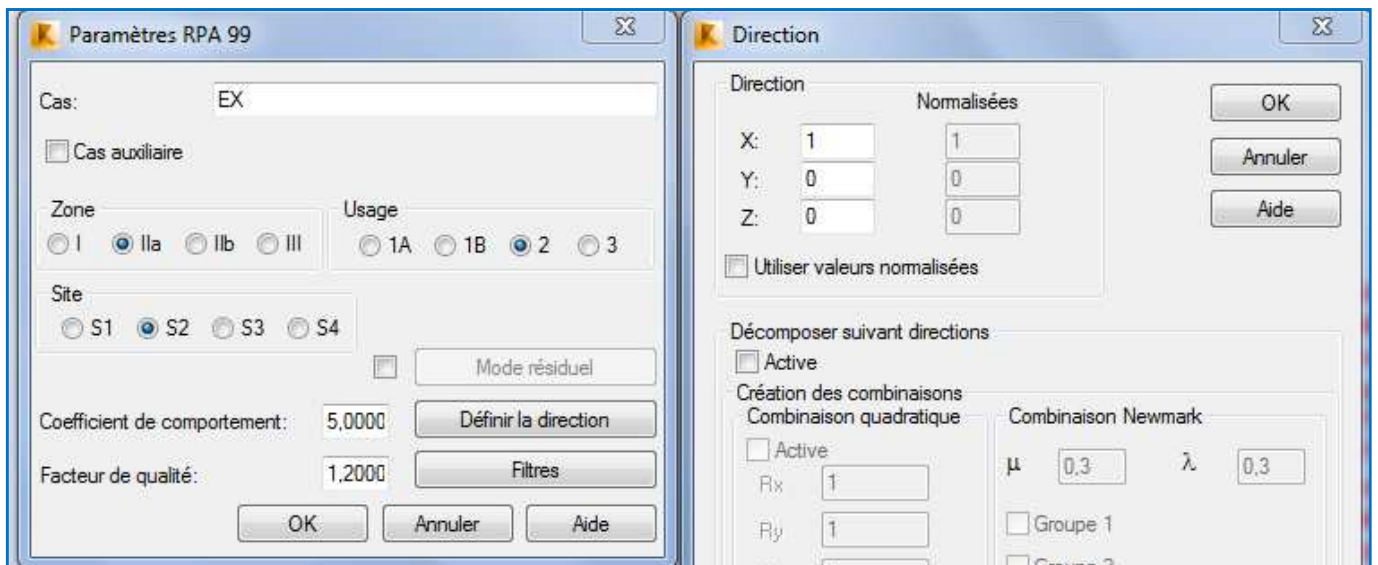 Paramètres RPA 99
Cas: EX
Cas auxiliaire
Zone
I IIa IIb III
Usage
1A 1B 2 3
Site
S1 S2 S3 S4
Mode résiduel
Coefficient de comportement: 5,0000 Définir la direction
Facteur de qualité: 1,2000 Filtres
OK Annuler Aide
Direction
Direction
Normalisées
X: 1 1
Y: 0 0
Z: 0 0
Utiliser valeurs normalisées
OK
Annuler
Aide
Décomposer suivant directions
Active
Création des combinaisons
Combinaison quadratique
Active
Rx 1
Ry 1
Combinaison Newmark
μ 0,3 λ 0,3
Groupe 1